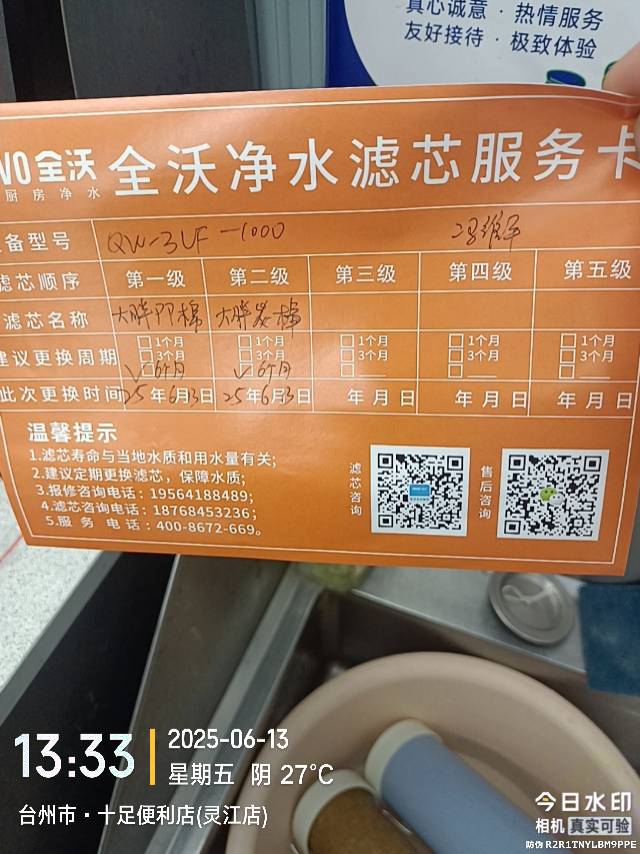 真心诚意·热情服务
友好接待·极致体验
VO全沃
厨房净水
全沃净水滤芯服务卡
备型号 QW-3UF-1000
滤芯顺序 第一级 第二级 第三级 第四级 第五级
滤芯名称 大胖PP棉 大胖炭棒
建议更换周期 □1个月 □1个月 □1个月 □1个月 □1个月
□3个月 □3个月 □3个月 □3个月 □3个月
√6个月 √6个月 □ □ □
此次更换时间 25年6月3日 25年6月3日 年月日 年月日 年月日
温馨提示
1.滤芯寿命与当地水质和用水量有关;
2.建议定期更换滤芯，保障水质;
3.报修咨询电话：19564188489;
4.滤芯咨询电话：18768453236;
5.服务电话：400-8672-669。
滤芯咨询
售后咨询
13:33
2025-06-13
星期五 阴 27°C
台州市·十足便利店(灵江店)
今日水印
相机 真实可验
防伪 R2R1TNYLBM9PPE